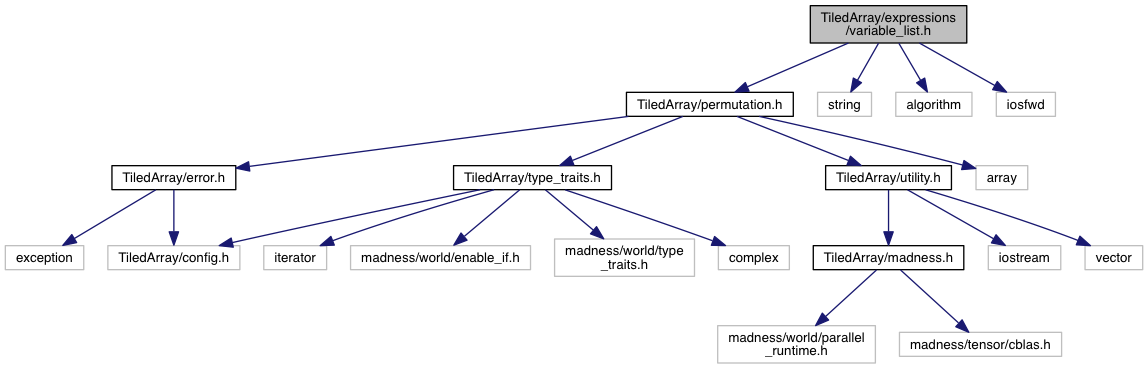 TiledArray/expressions
/variable_list.h
TiledArray/permutation.h
string
algorithm
iosfwd
TiledArray/error.h
TiledArray/type_traits.h
TiledArray/utility.h
array
exception
TiledArray/config.h
iterator
madness/world/enable_if.h
madness/world/type
_traits.h
complex
TiledArray/madness.h
iostream
vector
madness/world/parallel
_runtime.h
madness/tensor/cblas.h